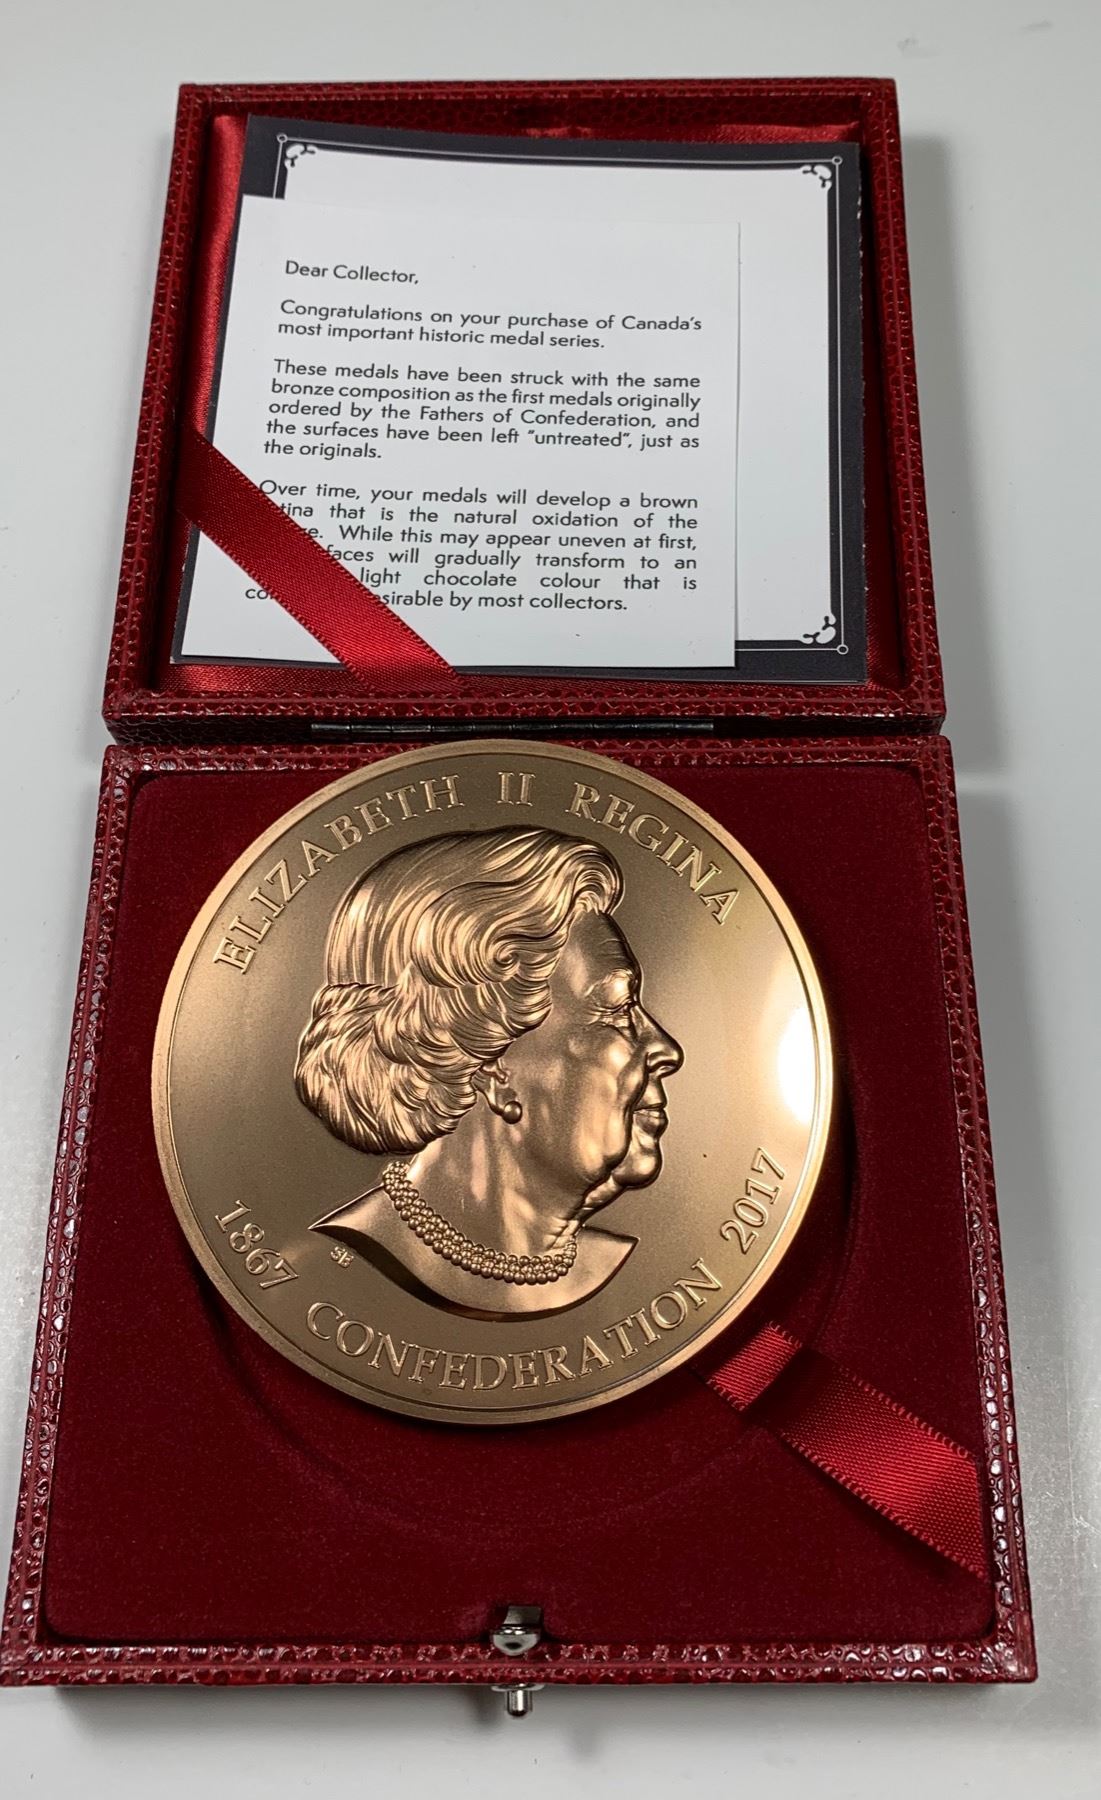 Dear Collector,
Congratulations on your purchase of Canada's
most important historic medal series.
These medals have been struck with the same
bronze composition as the first medals originally
ordered by the Fathers of Confederation, and
the surfaces have been left "untreated", just as
the originals.
Over time, your medals will develop a brown
tina that is the natural oxidation of the
e. While this may appear uneven at first,
faces will gradually transform to an
light chocolate colour that is
co sirable by most collectors.
ELIZABETH II REGINA
SB
1867 CONFEDERATION 2017